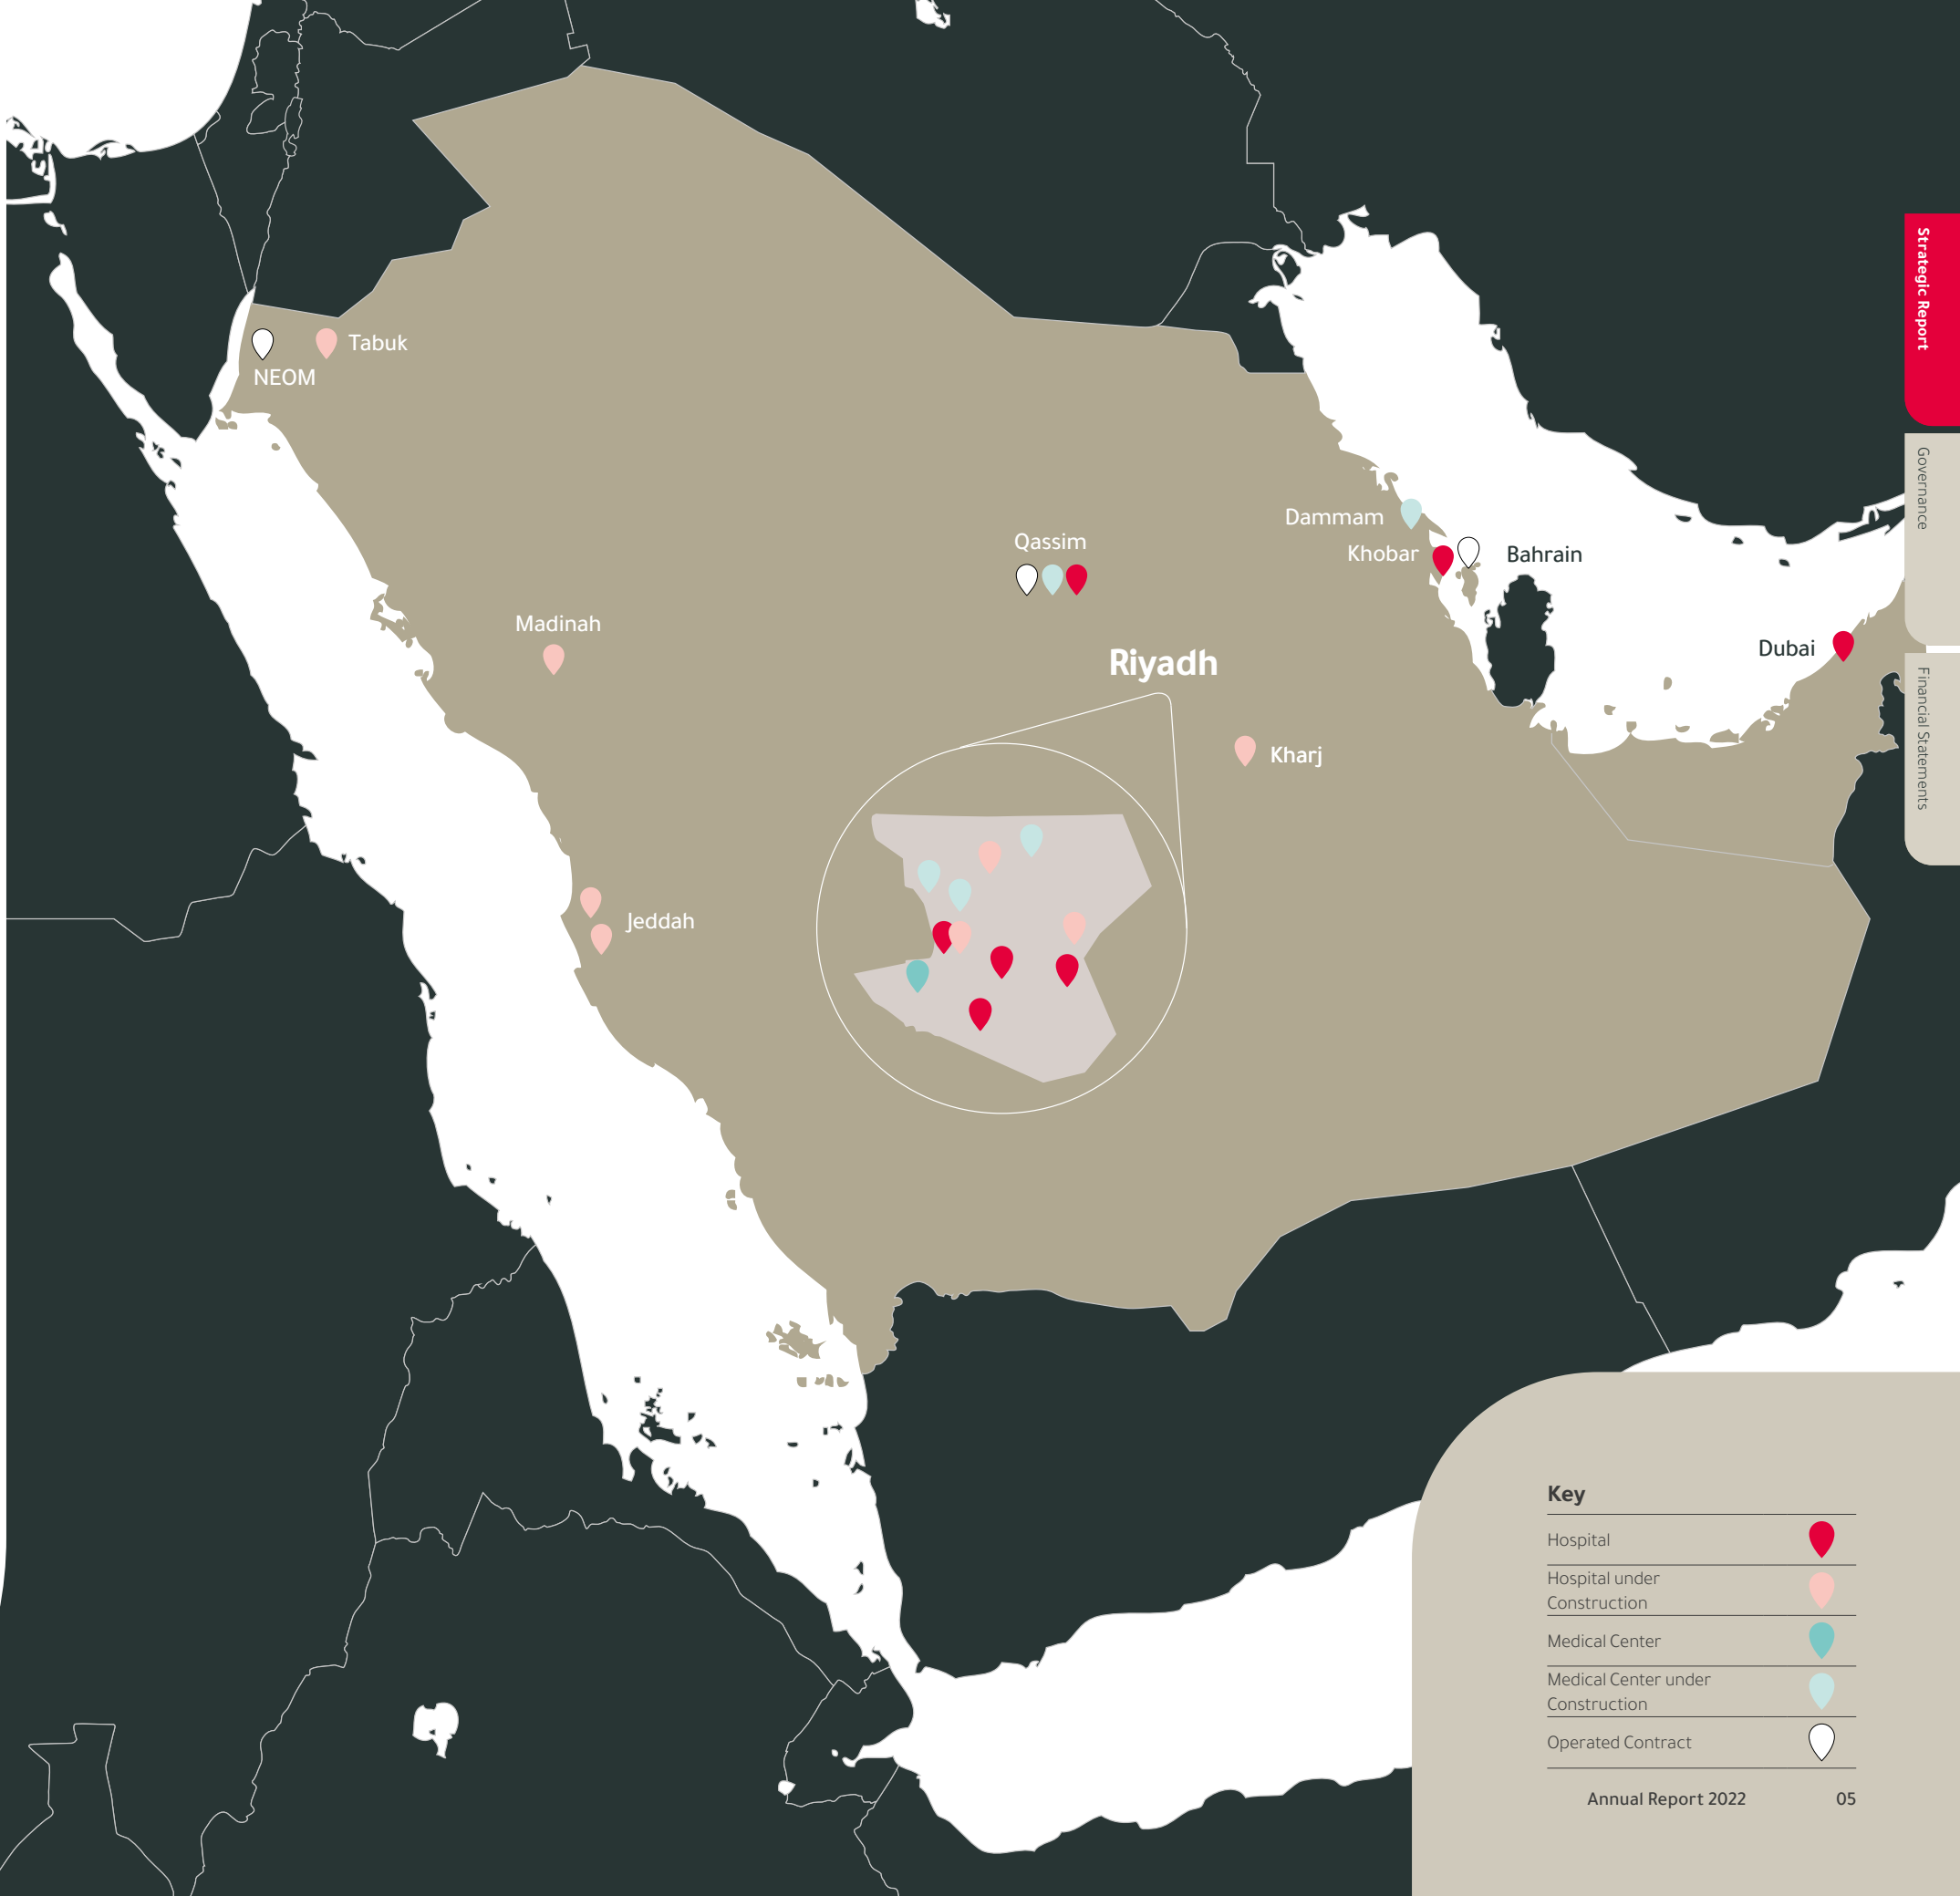 Strategic Report
Governance
Financial Statements
Tabuk
NEOM
Dammam
Qassim
Khobar
Bahrain
Madinah
Dubai
Riyadh
Kharj
Jeddah
Key
Hospital
Hospital under
Construction
Medical Center
Medical Center under
Construction
Operated Contract
Annual Report 2022 05